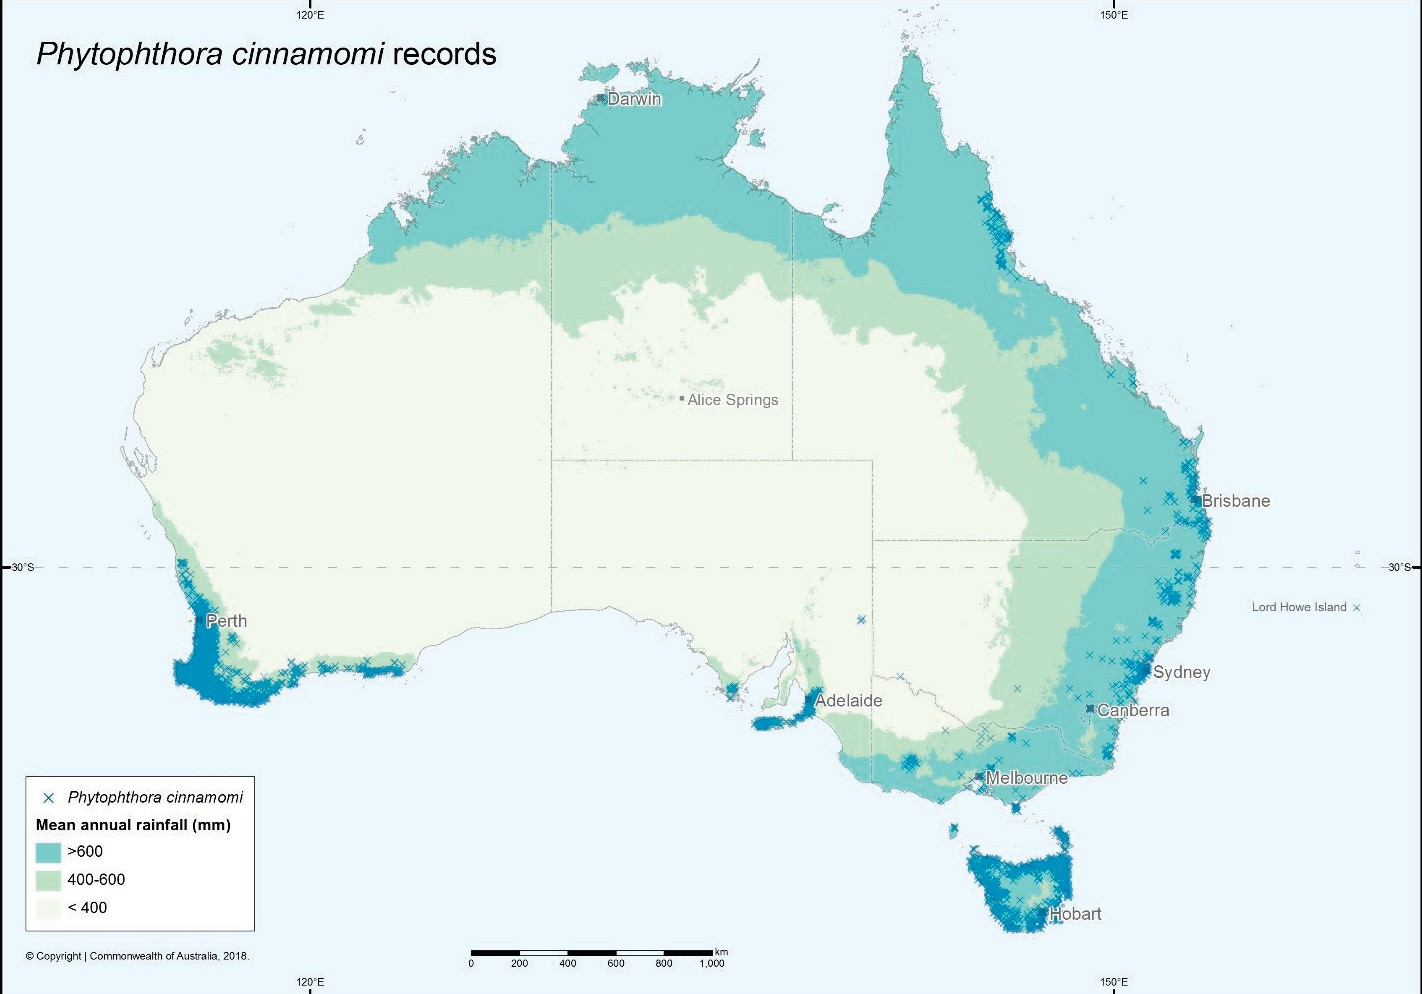 120°E
150°E
Phytophthora cinnamomi records
Darwin
Alice Springs
Brisbane
30°S
30°S
Lord Howe Island
Perth
Sydney
Adelaide
Canberra
Melbourne
Hobart
Phytophthora cinnamomi
Mean annual rainfall (mm)
>600
400-600
< 400
© Copyright | Commonwealth of Australia, 2018.
km
0 200 400 600 800 1,000
120°E
150°E